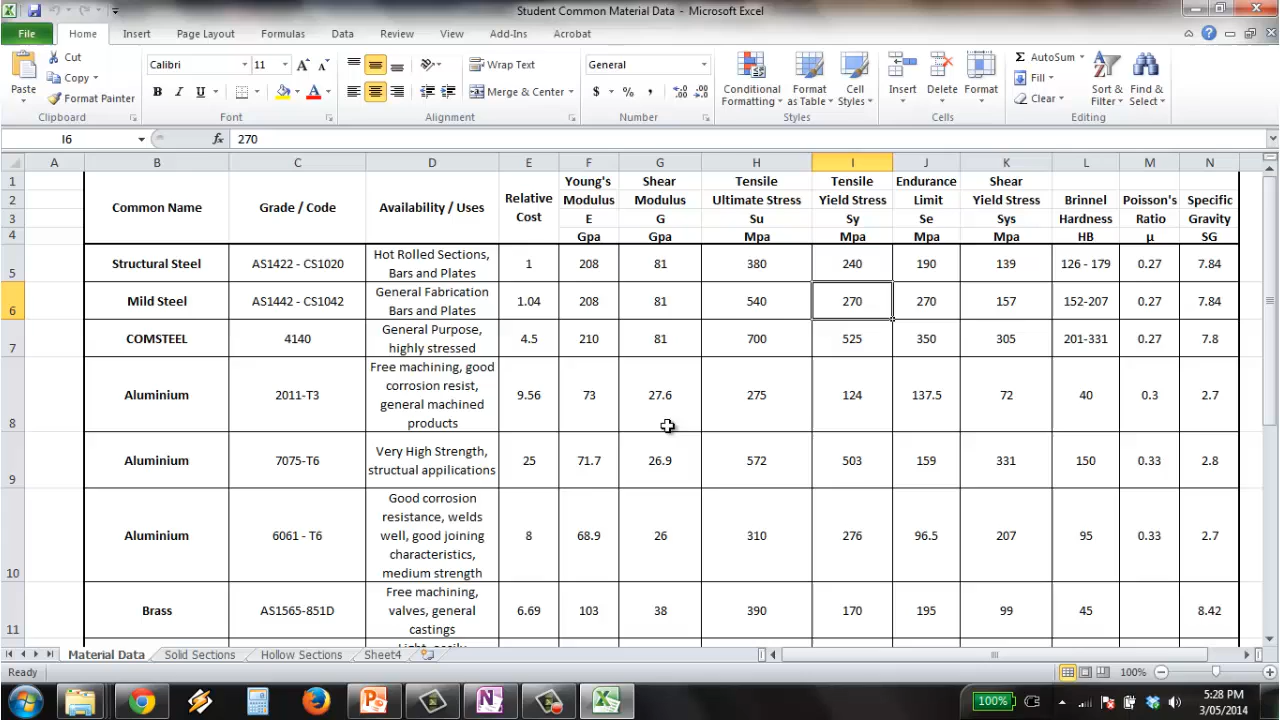 Student Common Material Data - Microsoft Excel
File Home Insert Page Layout Formulas Data Review View Add-Ins Acrobat
Paste
Cut
Copy
Format Painter
Clipboard
Calibri 11
B I U
Font
Wrap Text
Merge & Center
Alignment
General
$ % ,
Number
Conditional Formatting
Format as Table
Cell Styles
Styles
Insert Delete Format
Cells
AutoSum
Fill
Clear
Sort & Filter
Find & Select
Editing
I6 fx 270
A B C D E F G H I J K L M N
1 Young's Shear Tensile Tensile Endurance Shear
2 Common Name Grade / Code Availability / Uses Relative Cost Modulus Modulus Ultimate Stress Yield Stress Limit Yield Stress Brinnel Poisson's Specific
3 E G Su Sy Se Sys Hardness Ratio Gravity
4 Gpa Gpa Mpa Mpa Mpa Mpa HB μ SG
5 Structural Steel AS1422 - CS1020 Hot Rolled Sections, Bars and Plates 1 208 81 380 240 190 139 126 - 179 0.27 7.84
6 Mild Steel AS1442 - CS1042 General Fabrication Bars and Plates 1.04 208 81 540 270 270 157 152-207 0.27 7.84
7 COMSTEEL 4140 General Purpose, highly stressed 4.5 210 81 700 525 350 305 201-331 0.27 7.8
8 Aluminium 2011-T3 Free machining, good corrosion resist, general machined products 9.56 73 27.6 275 124 137.5 72 40 0.3 2.7
9 Aluminium 7075-T6 Very High Strength, structual appilications 25 71.7 26.9 572 503 159 331 150 0.33 2.8
10 Aluminium 6061 - T6 Good corrosion resistance, welds well, good joining characteristics, medium strength 8 68.9 26 310 276 96.5 207 95 0.33 2.7
11 Brass AS1565-851D Free machining, valves, general castings 6.69 103 38 390 170 195 99 45 8.42
Material Data Solid Sections Hollow Sections Sheet4
Ready 100%
100% 5:28 PM
3/05/2014